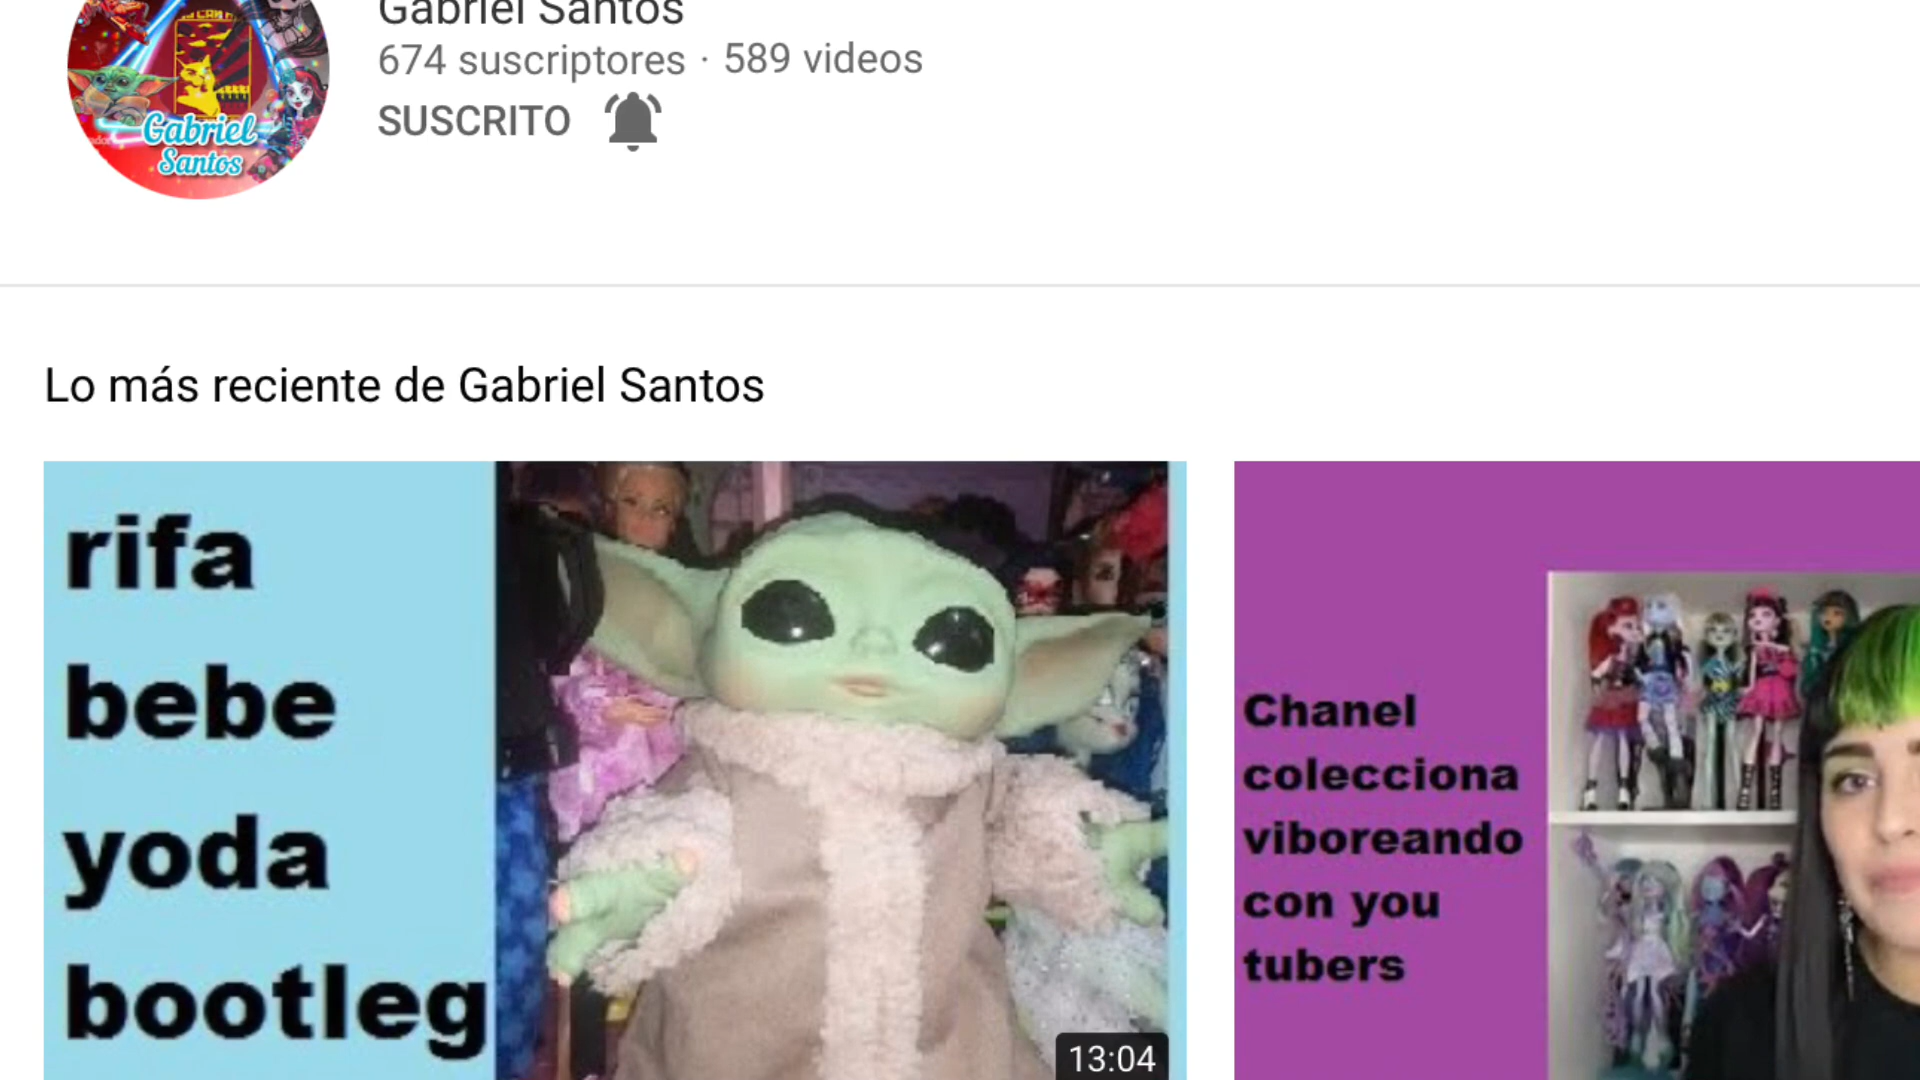 Gabriel Santos
674 suscriptores · 589 videos
SUSCRITO
Gabriel
Santos
Lo más reciente de Gabriel Santos
rifa
bebe
yoda
bootleg
13:04
Chanel
colecciona
viboreando
con you
tubers